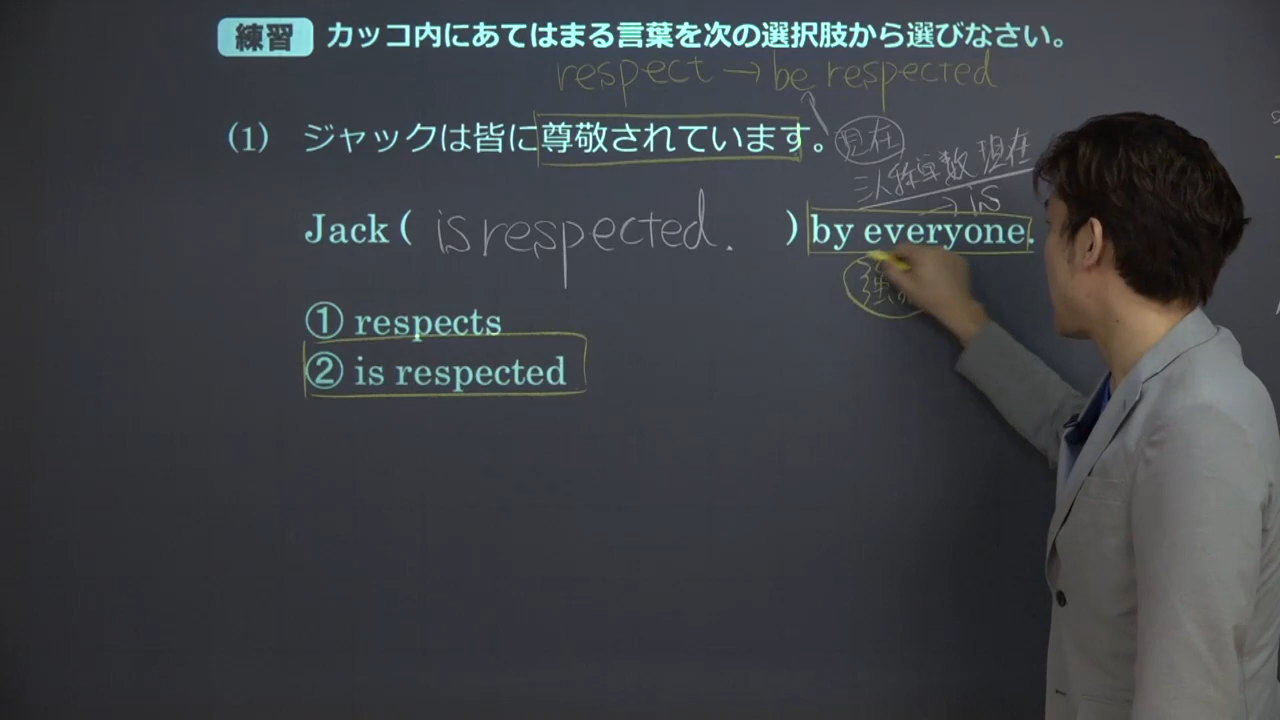 練習 カッコ内にあてはまる言葉を次の選択肢から選びなさい。
respect → be respected
(1) ジャックは皆に尊敬されています。
現在
三人称単数 現在
→ is
Jack ( is respected. ) by everyone.
強
① respects
② is respected